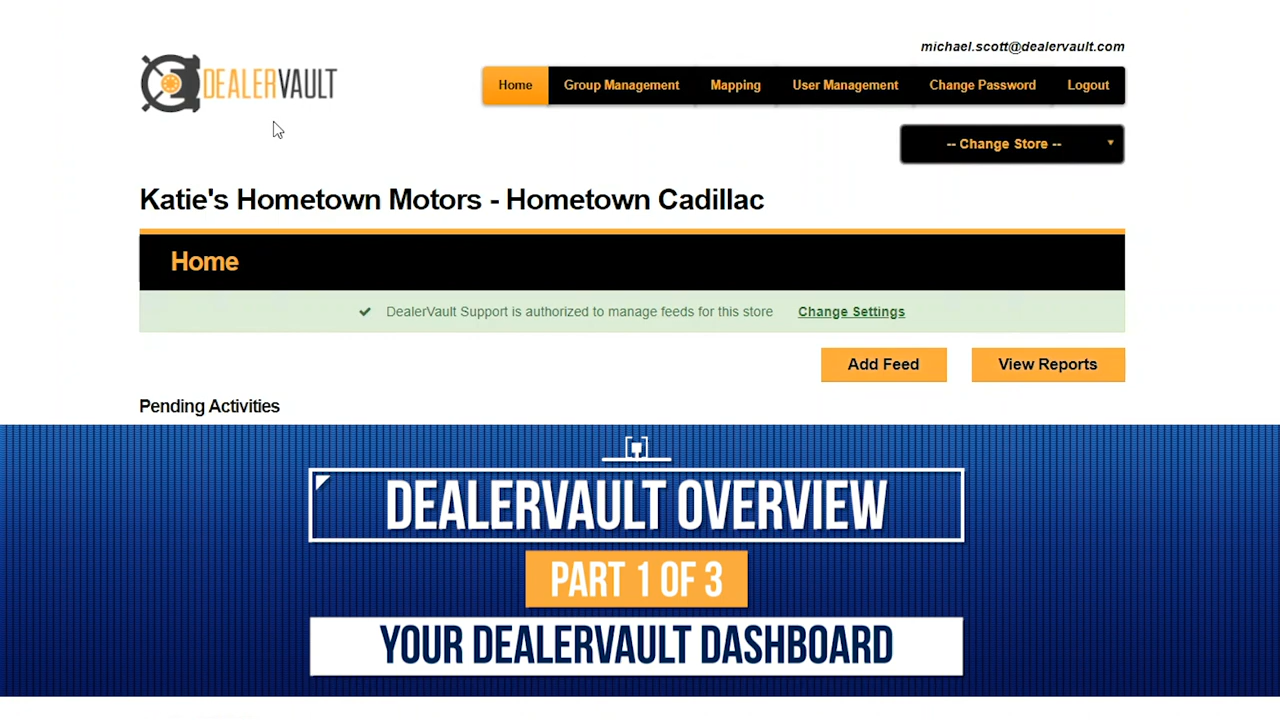 michael.scott@dealervault.com
DEALERVAULT
Home Group Management Mapping User Management Change Password Logout
-- Change Store --
Katie's Hometown Motors - Hometown Cadillac
Home
DealerVault Support is authorized to manage feeds for this store Change Settings
Add Feed View Reports
Pending Activities
DEALERVAULT OVERVIEW
PART 1 OF 3
YOUR DEALERVAULT DASHBOARD